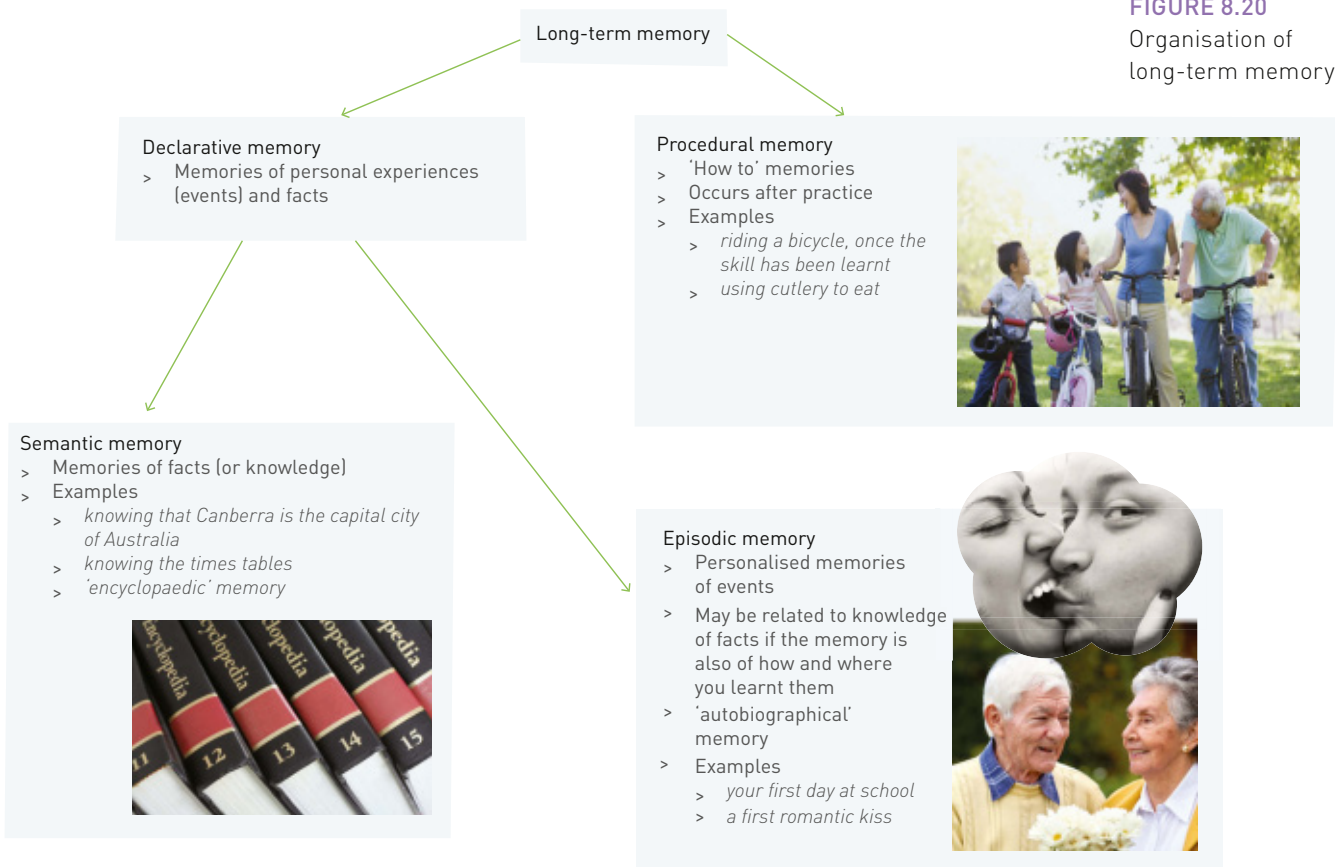 FIGURE 8.20
Organisation of
long-term memory
Long-term memory
Declarative memory
> Memories of personal experiences
(events) and facts
Procedural memory
> ‘How to’ memories
> Occurs after practice
> Examples
> riding a bicycle, once the
skill has been learnt
> using cutlery to eat
Semantic memory
> Memories of facts (or knowledge)
> Examples
> knowing that Canberra is the capital city
of Australia
> knowing the times tables
> ‘encyclopaedic’ memory
Encyclopedia
11
12
13
14
15
Episodic memory
> Personalised memories
of events
> May be related to knowledge
of facts if the memory is
also of how and where
you learnt them
> ‘autobiographical’
memory
> Examples
> your first day at school
> a first romantic kiss